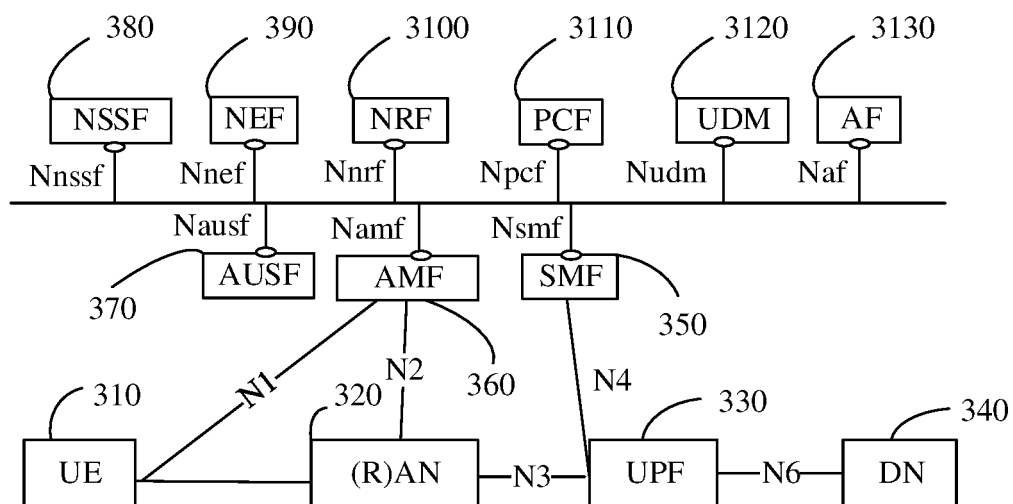 380 390 3100 3110 3120 3130
NSSF NEF NRF PCF UDM AF
Nnssf Nnef Nnrf Npcf Nudm Naf
Nausf Namf Nsmf
AUSF AMF SMF
370 360 350
N1 N2 N4
310 320 330 340
UE (R)AN N3 UPF N6 DN